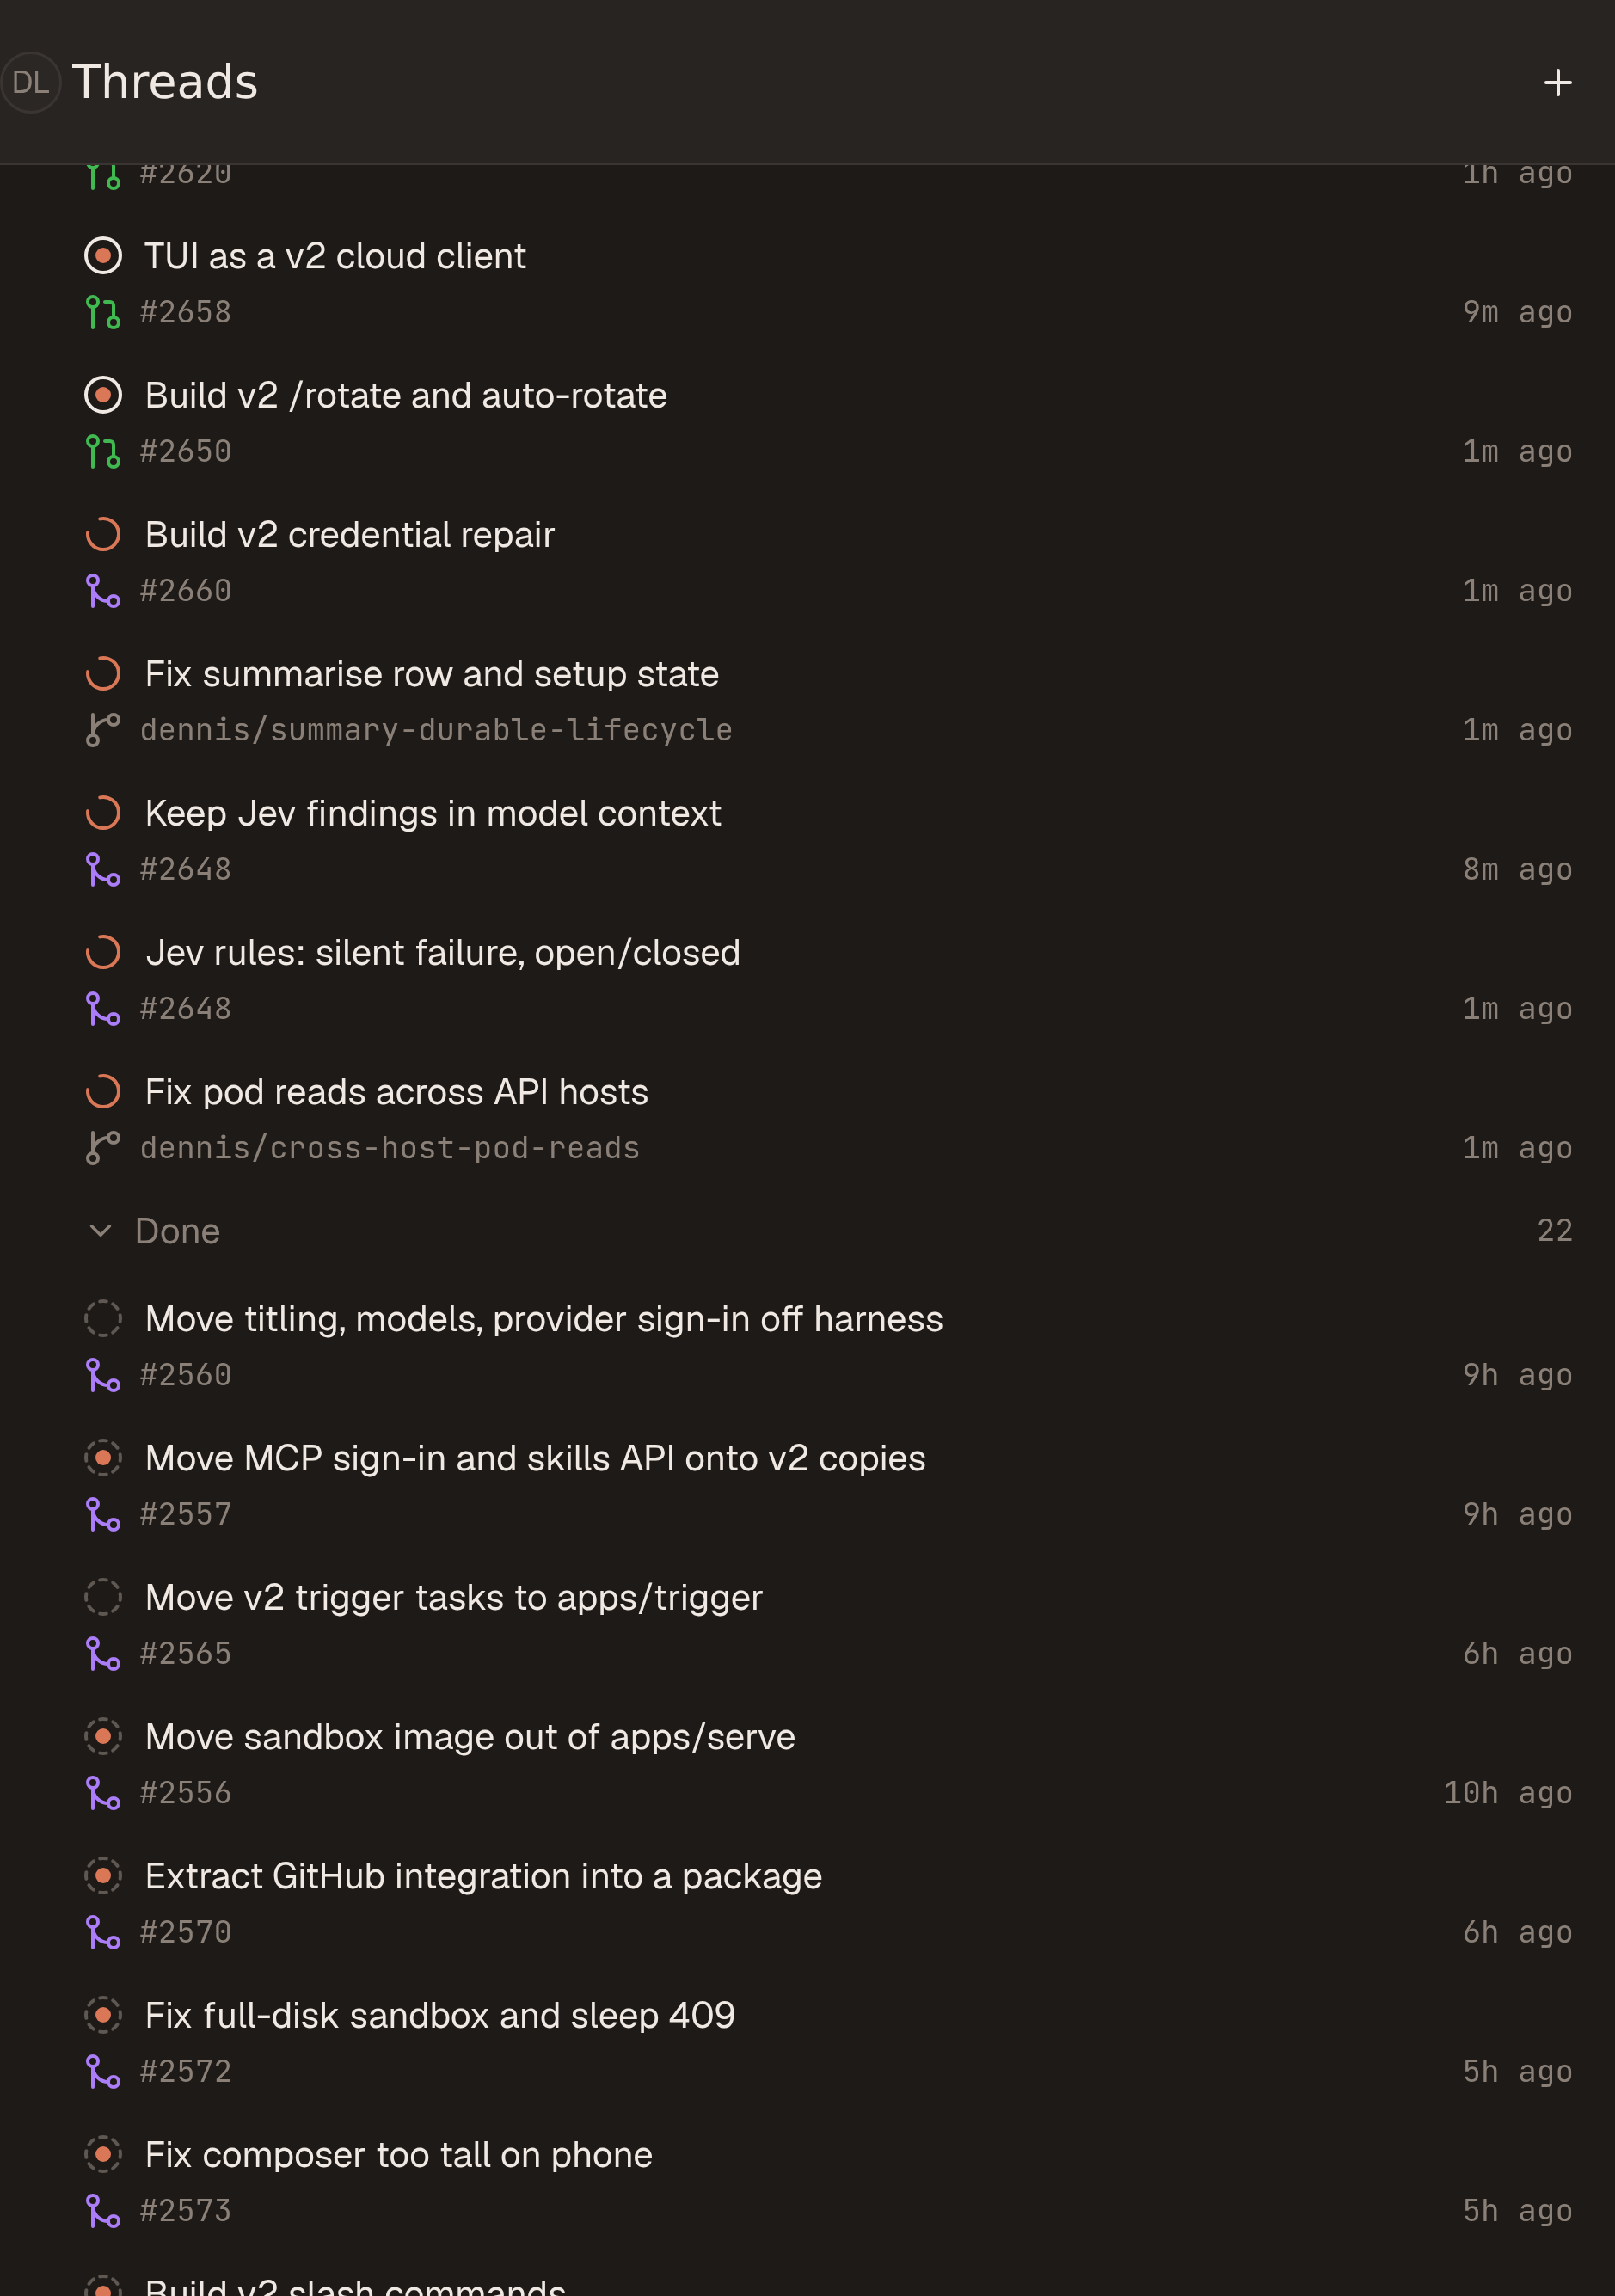 DL Threads
#2620 1h ago
TUI as a v2 cloud client
#2658 9m ago
Build v2 /rotate and auto-rotate
#2650 1m ago
Build v2 credential repair
#2660 1m ago
Fix summarise row and setup state
dennis/summary-durable-lifecycle 1m ago
Keep Jev findings in model context
#2648 8m ago
Jev rules: silent failure, open/closed
#2648 1m ago
Fix pod reads across API hosts
dennis/cross-host-pod-reads 1m ago
Done 22
Move titling, models, provider sign-in off harness
#2560 9h ago
Move MCP sign-in and skills API onto v2 copies
#2557 9h ago
Move v2 trigger tasks to apps/trigger
#2565 6h ago
Move sandbox image out of apps/serve
#2556 10h ago
Extract GitHub integration into a package
#2570 6h ago
Fix full-disk sandbox and sleep 409
#2572 5h ago
Fix composer too tall on phone
#2573 5h ago
Build v2 slash commands